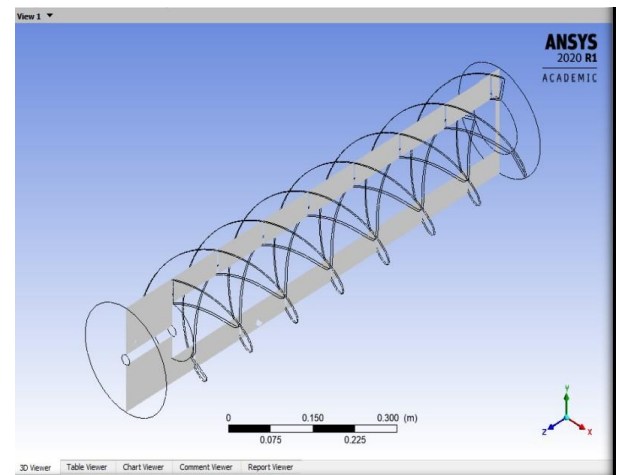 View 1
ANSYS
2020 R1
ACADEMIC
0 0.150 0.300 (m)
0.075 0.225
Y
Z X
3D Viewer Table Viewer Chart Viewer Comment Viewer Report Viewer